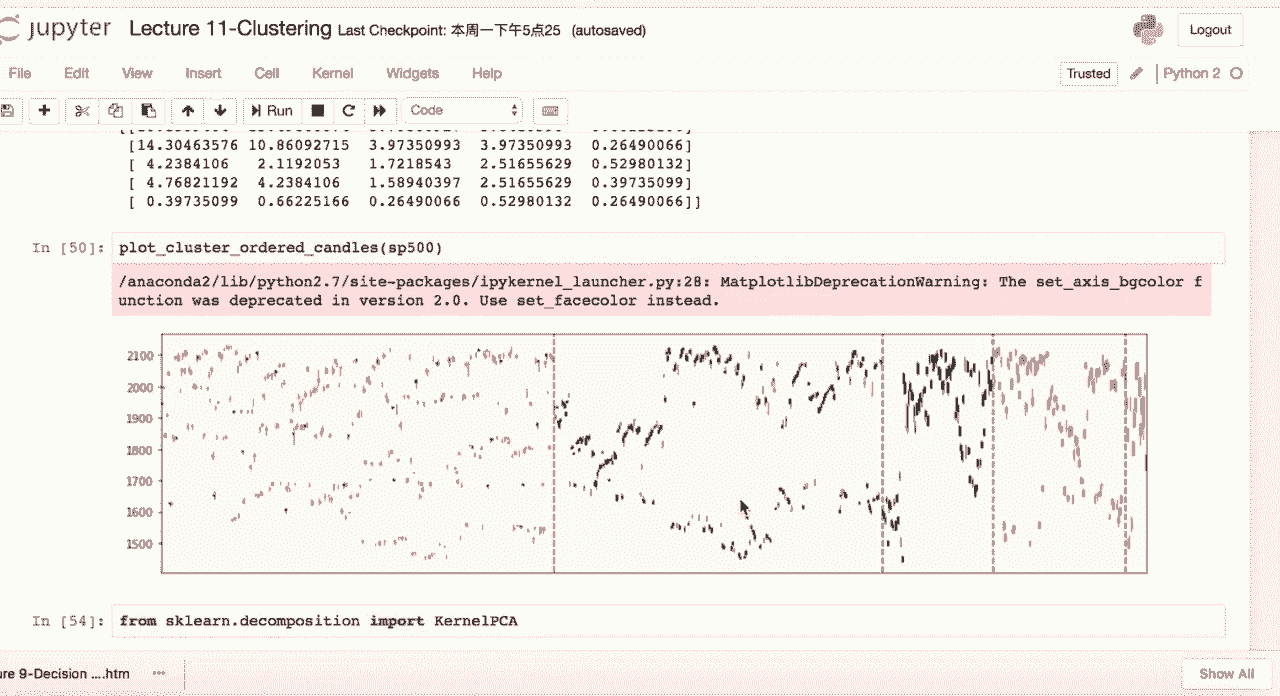 jupyter Lecture 11-Clustering Last Checkpoint: 本周一下午5点25 (autosaved) Logout
File Edit View Insert Cell Kernel Widgets Help Trusted Python 2
Run Code
[14.30463576 10.86092715 3.97350993 3.97350993 0.26490066]
[ 4.2384106 2.1192053 1.7218543 2.51655629 0.52980132]
[ 4.76821192 4.2384106 1.58940397 2.51655629 0.39735099]
[ 0.39735099 0.66225166 0.26490066 0.52980132 0.26490066]]
In [50]: plot_cluster_ordered_candles(sp500)
/anaconda2/lib/python2.7/site-packages/ipykernel_launcher.py:28: MatplotlibDeprecationWarning: The set_axis_bgcolor f
unction was deprecated in version 2.0. Use set_facecolor instead.
2100
2000
1900
1800
1700
1600
1500
In [54]: from sklearn.decomposition import KernelPCA
ure 9-Decision ....htm Show All